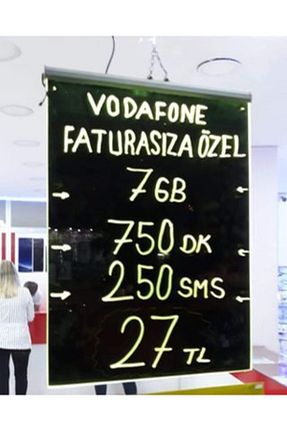 VODAFONE
FATURASIZA ÖZEL
7GB
750 DK
250 SMS
27 TL